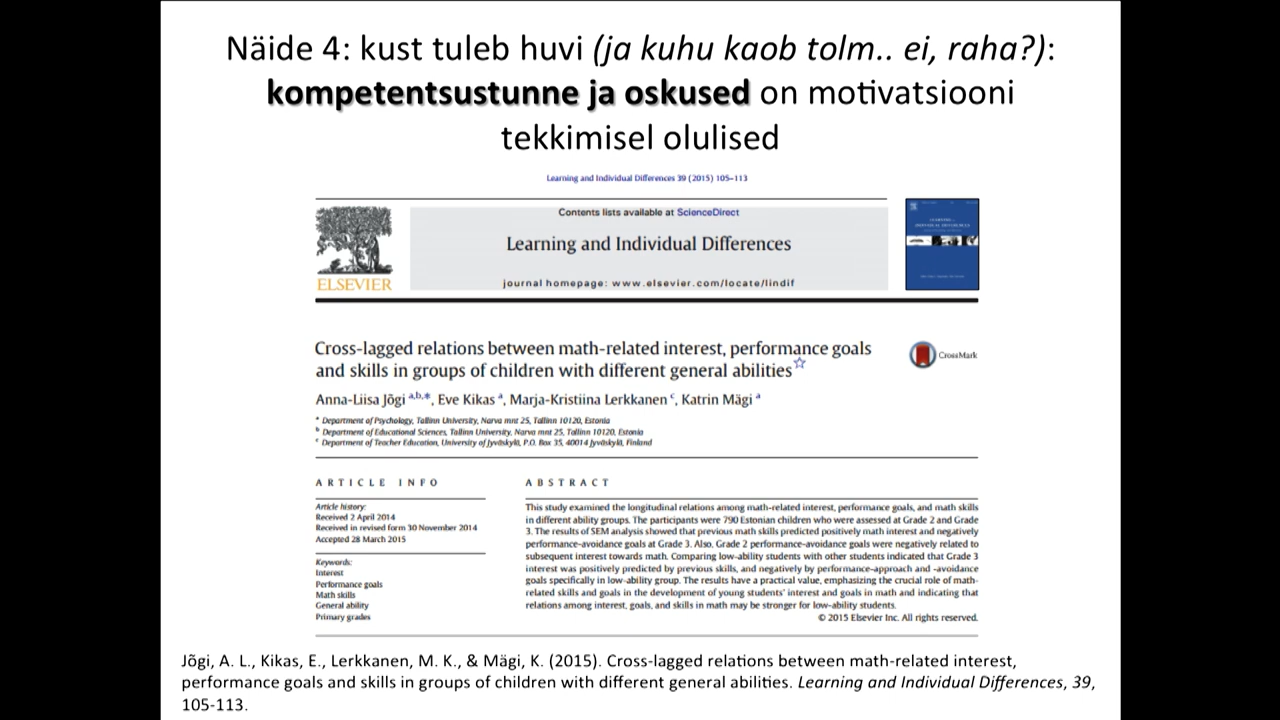 Näide 4: kust tuleb huvi (ja kuhu kaob tolm.. ei, raha?):
kompetentsustunne ja oskused on motivatsiooni
tekkimisel olulised
Learning and Individual Differences 39 (2015) 105–113
Contents lists available at ScienceDirect
Learning and Individual Differences
journal homepage: www.elsevier.com/locate/lindif
ELSEVIER
Cross-lagged relations between math-related interest, performance goals
and skills in groups of children with different general abilities☆
CrossMark
Anna-Liisa Jõgi a,b,*, Eve Kikas a, Marja-Kristiina Lerkkanen c, Katrin Mägi a
a Department of Psychology, Tallinn University, Narva mnt 25, Tallinn 10120, Estonia
b Department of Educational Sciences, Tallinn University, Narva mnt 25, Tallinn 10120, Estonia
c Department of Teacher Education, University of Jyväskylä, P.O. Box 35, 40014 Jyväskylä, Finland
ARTICLE INFO
Article history:
Received 2 April 2014
Received in revised form 30 November 2014
Accepted 28 March 2015
Keywords:
Interest
Performance goals
Math skills
General ability
Primary grades
ABSTRACT
This study examined the longitudinal relations among math-related interest, performance goals, and math skills
in different ability groups. The participants were 790 Estonian children who were assessed at Grade 2 and Grade
3. The results of SEM analysis showed that previous math skills predicted positively math interest and negatively
performance-avoidance goals at Grade 3. Also, Grade 2 performance-avoidance goals were negatively related to
subsequent interest towards math. Comparing low-ability students with other students indicated that Grade 3
interest was positively predicted by previous skills, and negatively by performance-approach and -avoidance
goals specifically in low-ability group. The results have a practical value, emphasizing the crucial role of math-
related skills and goals in the development of young students' interest and goals in math and indicating that
relations among interest, goals, and skills in math may be stronger for low-ability students.
© 2015 Elsevier Inc. All rights reserved.
Jõgi, A. L., Kikas, E., Lerkkanen, M. K., & Mägi, K. (2015). Cross-lagged relations between math-related interest,
performance goals and skills in groups of children with different general abilities. Learning and Individual Differences, 39,
105-113.